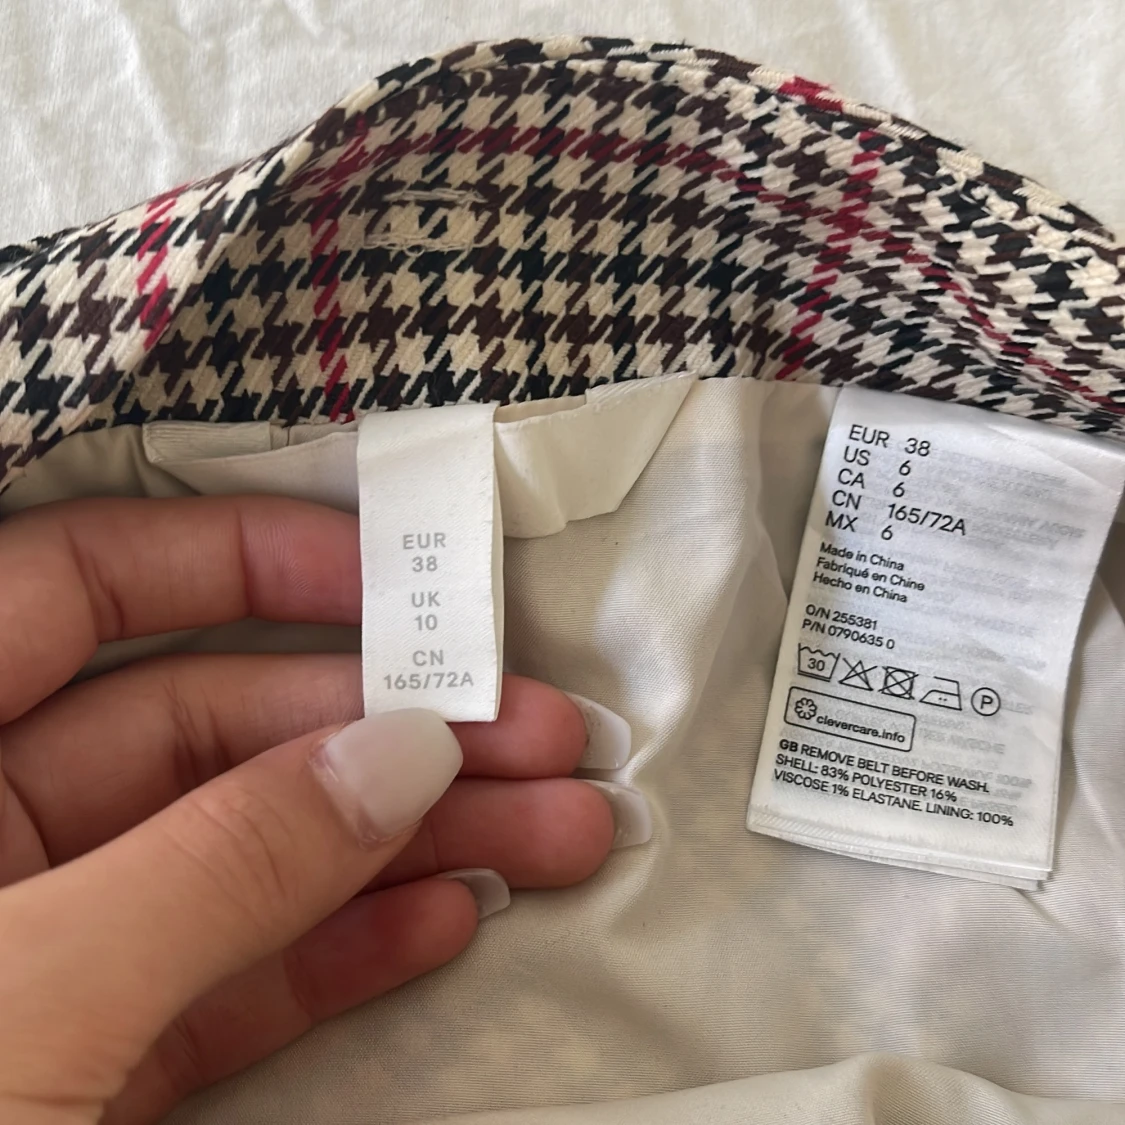 EUR
38
UK
10
CN
165/72A
EUR 38
US 6
CA 6
CN 165/72A
MX 6
Made in China
Fabriqué en Chine
Hecho en China
O/N 255381
P/N 0790635 0
30
P
clevercare.info
GB REMOVE BELT BEFORE WASH.
SHELL: 83% POLYESTER 16%
VISCOSE 1% ELASTANE. LINING: 100%